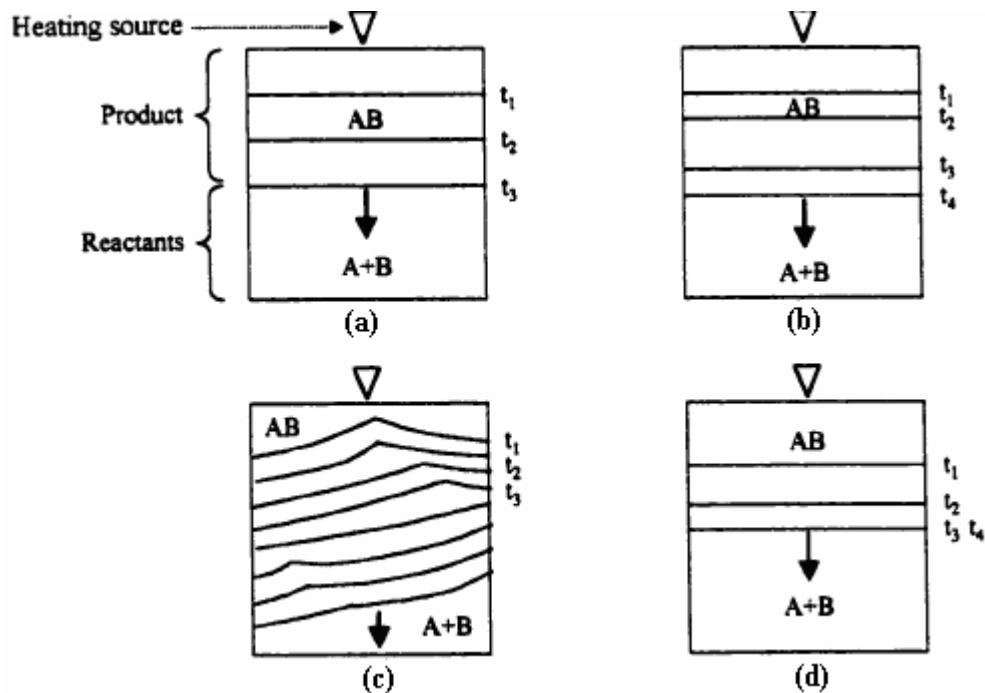 Heating source
Product
Reactants
AB
A+B
t1
t2
t3
(a)
AB
A+B
t1
t2
t3
t4
(b)
AB
A+B
t1
t2
t3
(c)
AB
A+B
t1
t2
t3 t4
(d)